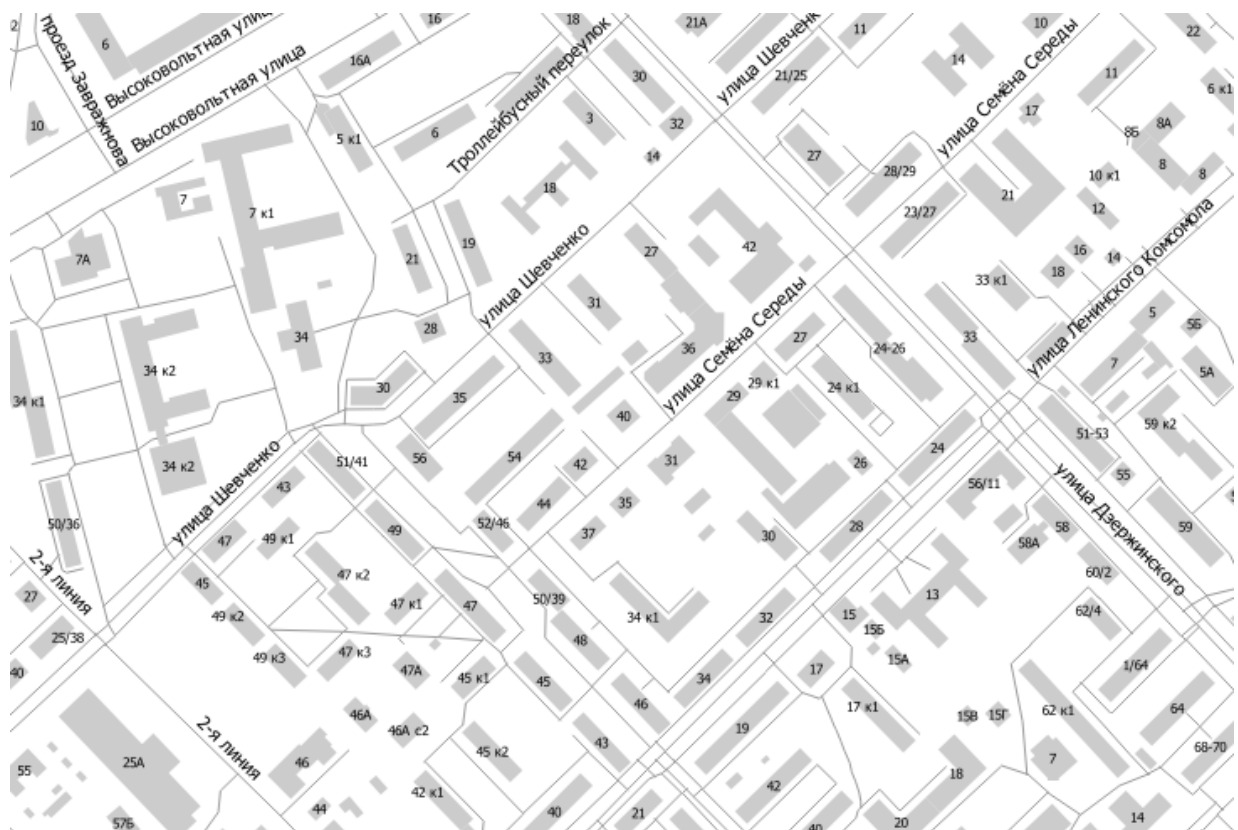 6
16
18
21А
11
10
22
проезд Завражнова
Высоковольтная улица
16А
Высоковольтная улица
Троллейбусный переулок
30
улица Шевченко
21/25
14
улица Семёна Середы
11
6 к1
10
5 к1
6
3
32
17
8А
8Б
27
14
28/29
8
8
10 к1
7
7 к1
18
21
12
23/27
7А
21
19
улица Шевченко
27
42
16
14
18
33 к1
улица Ленинского Комсомола
28
31
34
33
36
улица Семёна Середы
27
24-26
33
5
5Б
7
5А
34 к2
30
35
29 к1
24 к1
29
34 к1
40
59 к2
51-53
улица Шевченко
51/41
56
54
42
31
26
24
55
34 к2
43
56/11
улица Дзержинского
50/36
47
49 к1
49
52/46
44
35
37
30
28
58
58А
59
2-я линия
45
47 к2
60/2
27
47 к1
47
50/39
13
49 к2
34 к1
32
15
15Б
62/4
25/38
48
49 к3
47 к3
15А
1/64
40
47А
45 к1
45
34
17
46
17 к1
46А
46А с2
15В
15Г
62 к1
64
2-я линия
19
43
45 к2
68-70
25А
46
7
55
18
42
42 к1
44
40
21
57Б
20
14